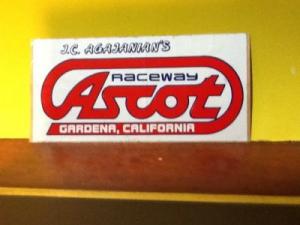 J.C. AGAJANIAN'S
RACEWAY
Ascot
GARDENA, CALIFORNIA